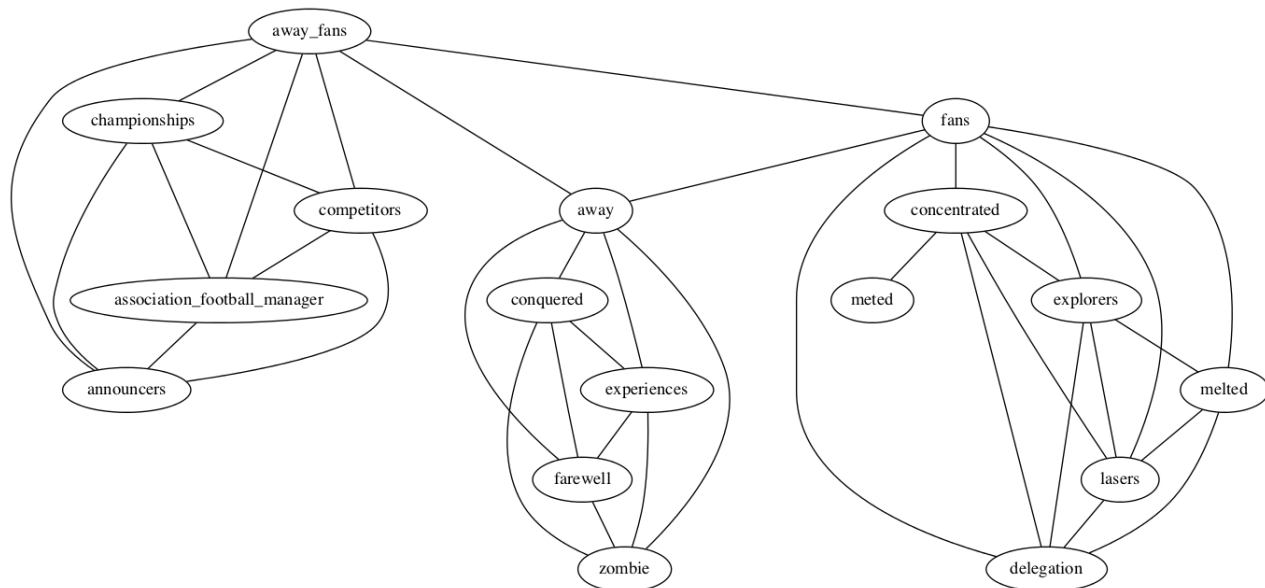 away_fans
championships
fans
competitors
away
concentrated
association_football_manager
conquered
meted
explorers
announcers
experiences
melted
farewell
lasers
zombie
delegation